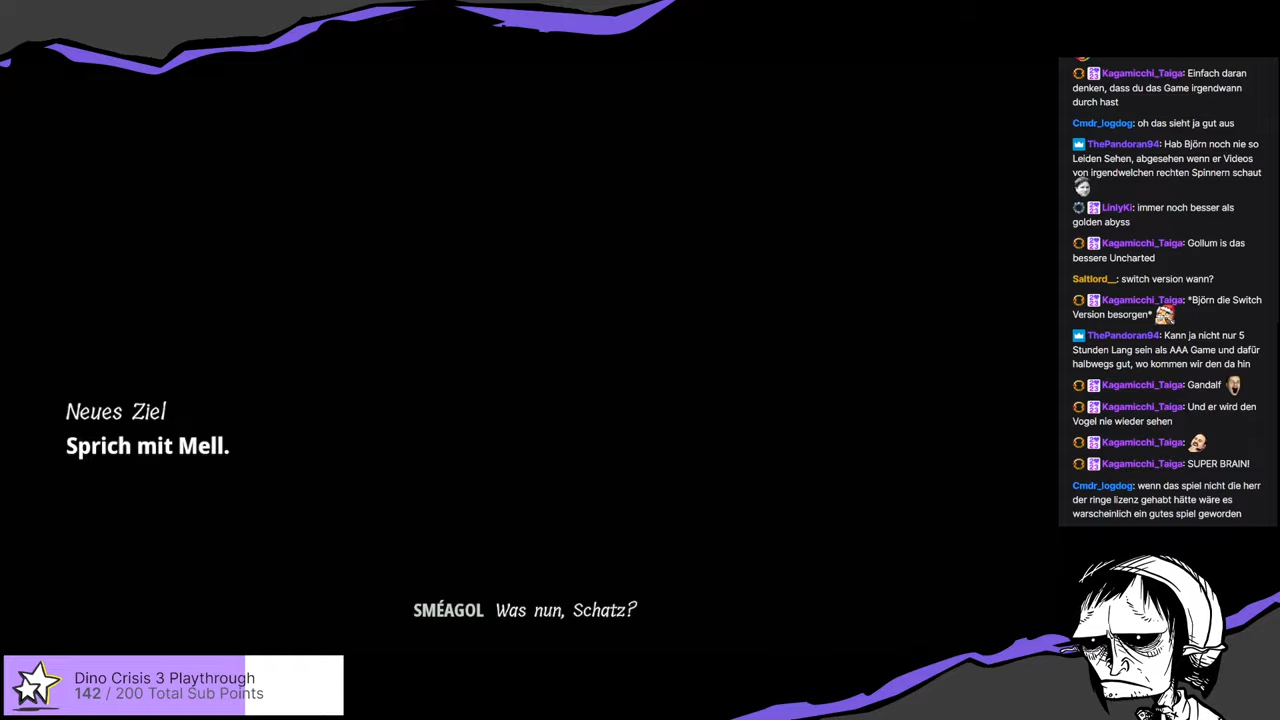 Kagamicchi_Taiga: Einfach daran
denken, dass du das Game irgendwann
durch hast
Cmdr_logdog: oh das sieht ja gut aus
ThePandoran94: Hab Björn noch nie so
Leiden Sehen, abgesehen wenn er Videos
von irgendwelchen rechten Spinnern schaut
LinlyKi: immer noch besser als
golden abyss
Kagamicchi_Taiga: Gollum is das
bessere Uncharted
Saltlord__: switch version wann?
Kagamicchi_Taiga: *Björn die Switch
Version besorgen*
ThePandoran94: Kann ja nicht nur 5
Stunden Lang sein als AAA Game und dafür
halbwegs gut, wo kommen wir den da hin
Kagamicchi_Taiga: Gandalf
Kagamicchi_Taiga: Und er wird den
Vogel nie wieder sehen
Kagamicchi_Taiga:
Kagamicchi_Taiga: SUPER BRAIN!
Cmdr_logdog: wenn das spiel nicht die herr
der ringe lizenz gehabt hätte wäre es
warscheinlich ein gutes spiel geworden
Neues Ziel
Sprich mit Mell.
SMÉAGOL Was nun, Schatz?
Dino Crisis 3 Playthrough
142 / 200 Total Sub Points